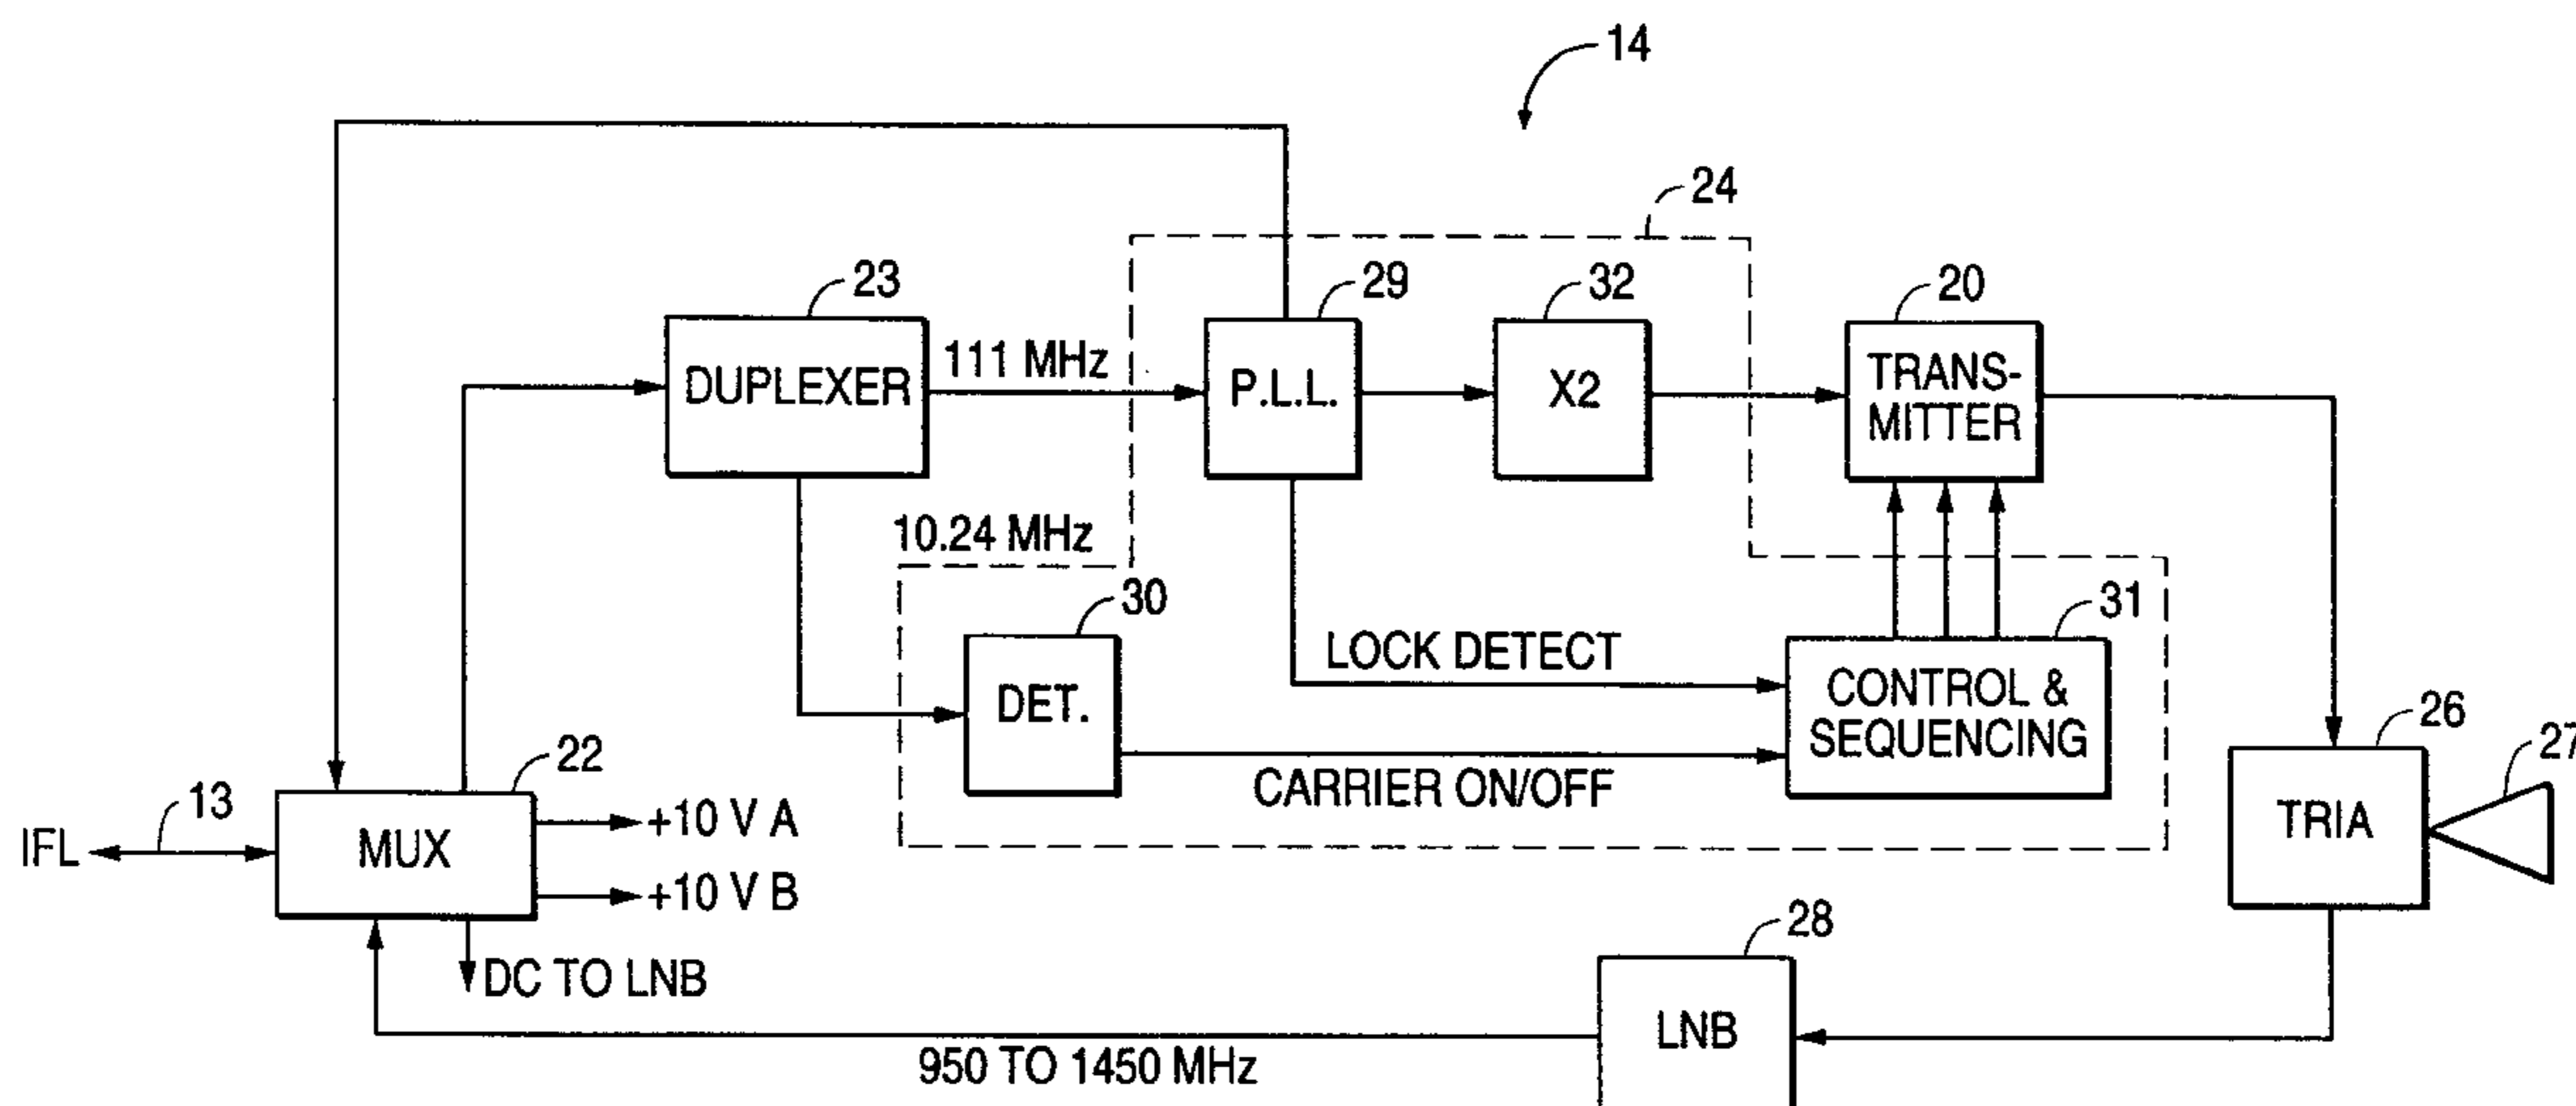 14
24
23
29
32
20
DUPLEXER
111 MHz
P.L.L.
X2
TRANS-
MITTER
10.24 MHz
30
31
LOCK DETECT
DET.
CONTROL &
SEQUENCING
CARRIER ON/OFF
26
27
TRIA
22
13
IFL
MUX
+10 V A
+10 V B
DC TO LNB
28
LNB
950 TO 1450 MHz